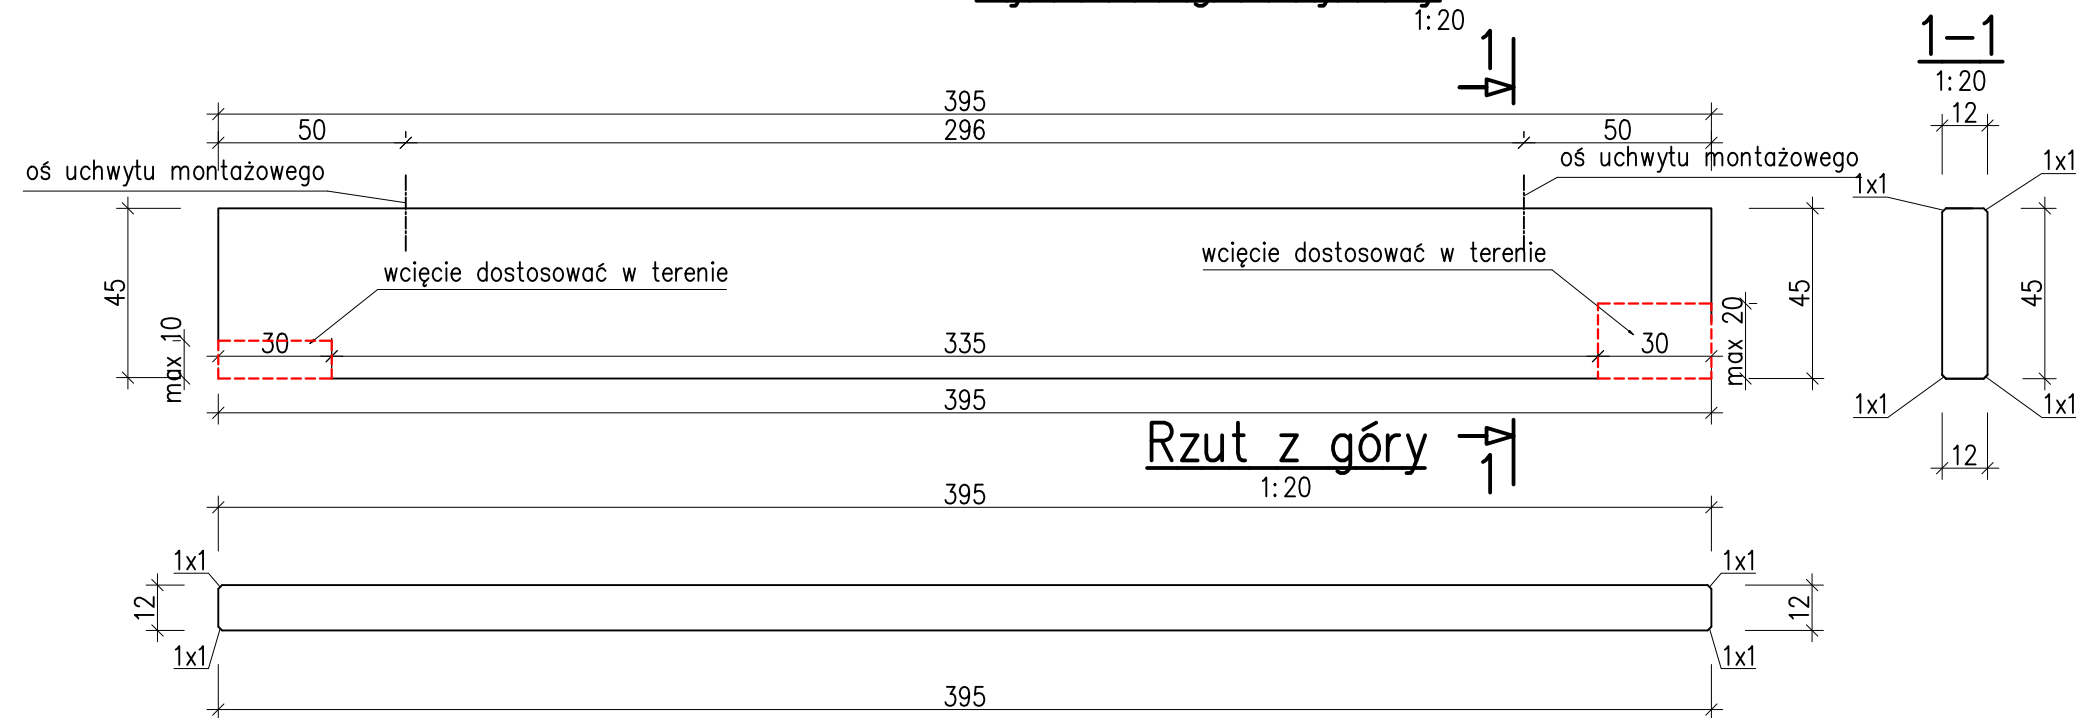 1:20
1
1-1
1:20
395
12
50
296
50
oś uchwytu montażowego
oś uchwytu montażowego
1x1
1x1
wcięcie dostosować w terenie
wcięcie dostosować w terenie
45
max 10
30
335
30
max 20
45
45
395
1x1
1x1
Rzut z góry
1
12
1:20
395
1x1
1x1
12
12
1x1
1x1
395